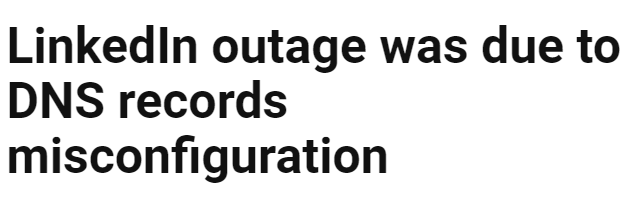 LinkedIn outage was due to
DNS records
misconfiguration